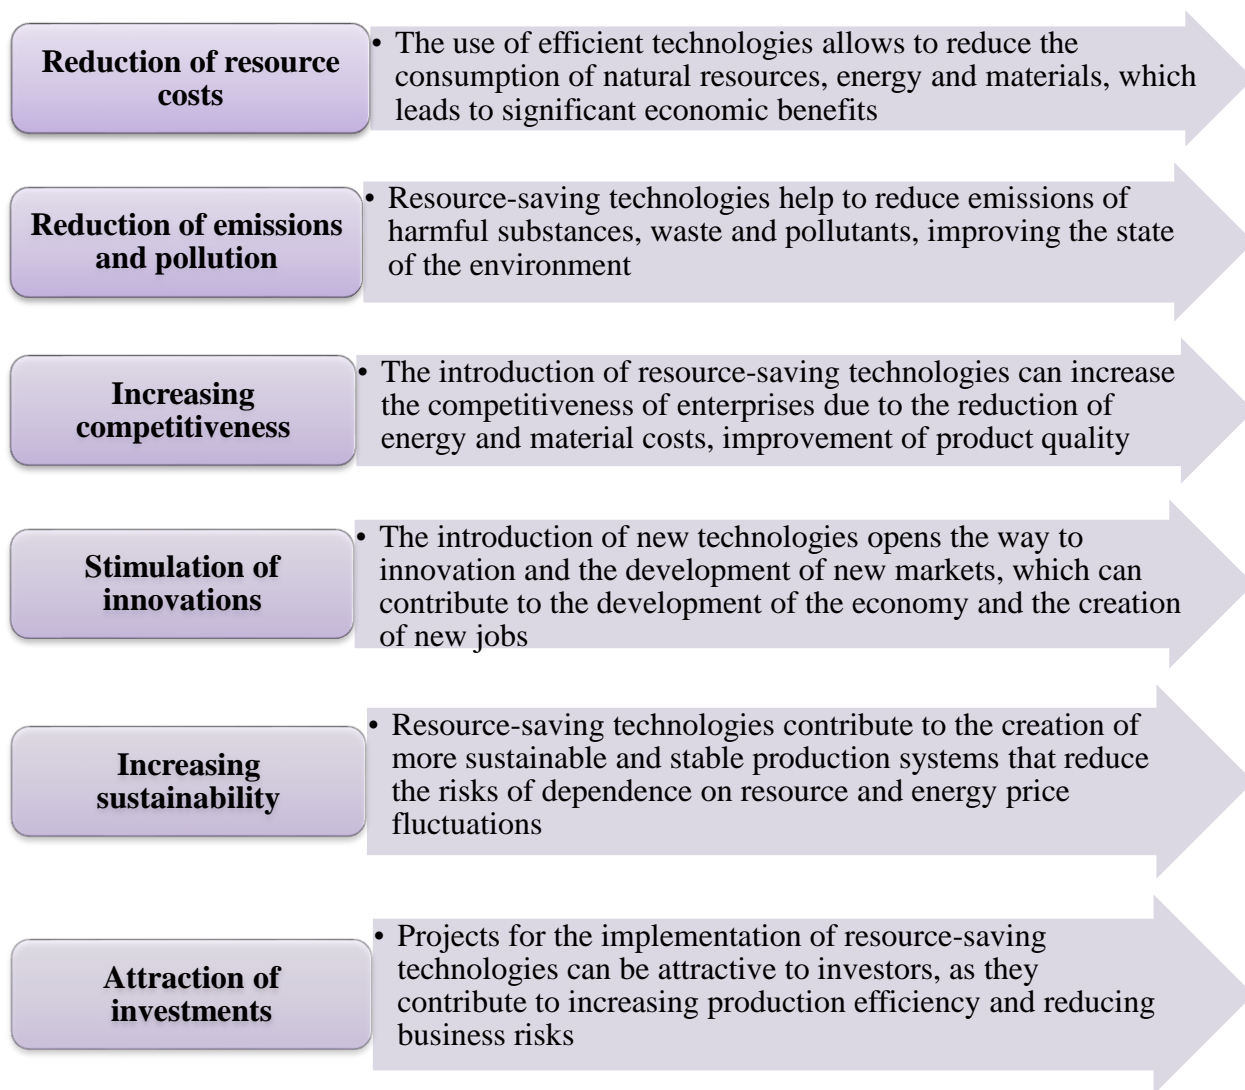 Reduction of resource
costs
• The use of efficient technologies allows to reduce the
consumption of natural resources, energy and materials, which
leads to significant economic benefits
Reduction of emissions
and pollution
• Resource-saving technologies help to reduce emissions of
harmful substances, waste and pollutants, improving the state
of the environment
Increasing
competitiveness
• The introduction of resource-saving technologies can increase
the competitiveness of enterprises due to the reduction of
energy and material costs, improvement of product quality
Stimulation of
innovations
• The introduction of new technologies opens the way to
innovation and the development of new markets, which can
contribute to the development of the economy and the creation
of new jobs
Increasing
sustainability
• Resource-saving technologies contribute to the creation of
more sustainable and stable production systems that reduce
the risks of dependence on resource and energy price
fluctuations
Attraction of
investments
• Projects for the implementation of resource-saving
technologies can be attractive to investors, as they
contribute to increasing production efficiency and reducing
business risks